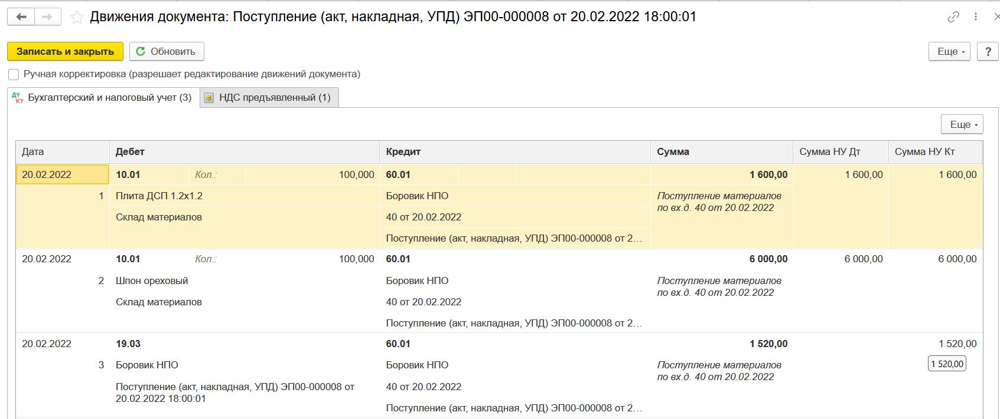 Движения документа: Поступление (акт, накладная, УПД) ЭП00-000008 от 20.02.2022 18:00:01
Записать и закрыть
Обновить
Еще
?
Ручная корректировка (разрешает редактирование движений документа)
Дт Кт Бухгалтерский и налоговый учет (3)
НДС предъявленный (1)
Еще
Дата Дебет Кредит Сумма Сумма НУ Дт Сумма НУ Кт
20.02.2022 10.01 Кол.: 100,000 60.01 1 600,00 1 600,00 1 600,00
1 Плита ДСП 1.2х1.2 Боровик НПО Поступление материалов
по вх.д. 40 от 20.02.2022
Склад материалов 40 от 20.02.2022
Поступление (акт, накладная, УПД) ЭП00-000008 от 2...
20.02.2022 10.01 Кол.: 100,000 60.01 6 000,00 6 000,00 6 000,00
2 Шпон ореховый Боровик НПО Поступление материалов
по вх.д. 40 от 20.02.2022
Склад материалов 40 от 20.02.2022
Поступление (акт, накладная, УПД) ЭП00-000008 от 2...
20.02.2022 19.03 60.01 1 520,00 1 520,00
3 Боровик НПО Боровик НПО Поступление материалов 1 520,00
по вх.д. 40 от 20.02.2022
Поступление (акт, накладная, УПД) ЭП00-000008 от 40 от 20.02.2022
20.02.2022 18:00:01
Поступление (акт, накладная, УПД) ЭП00-000008 от 2...